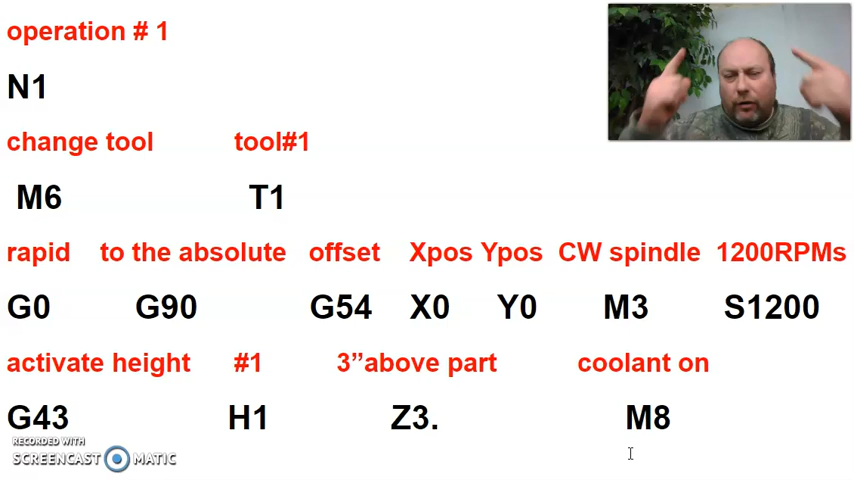 operation # 1
N1
change tool tool#1
M6 T1
rapid to the absolute offset Xpos Ypos CW spindle 1200RPMs
G0 G90 G54 X0 Y0 M3 S1200
activate height #1 3”above part coolant on
G43 H1 Z3. M8
RECORDED WITH
SCREENCAST MATIC